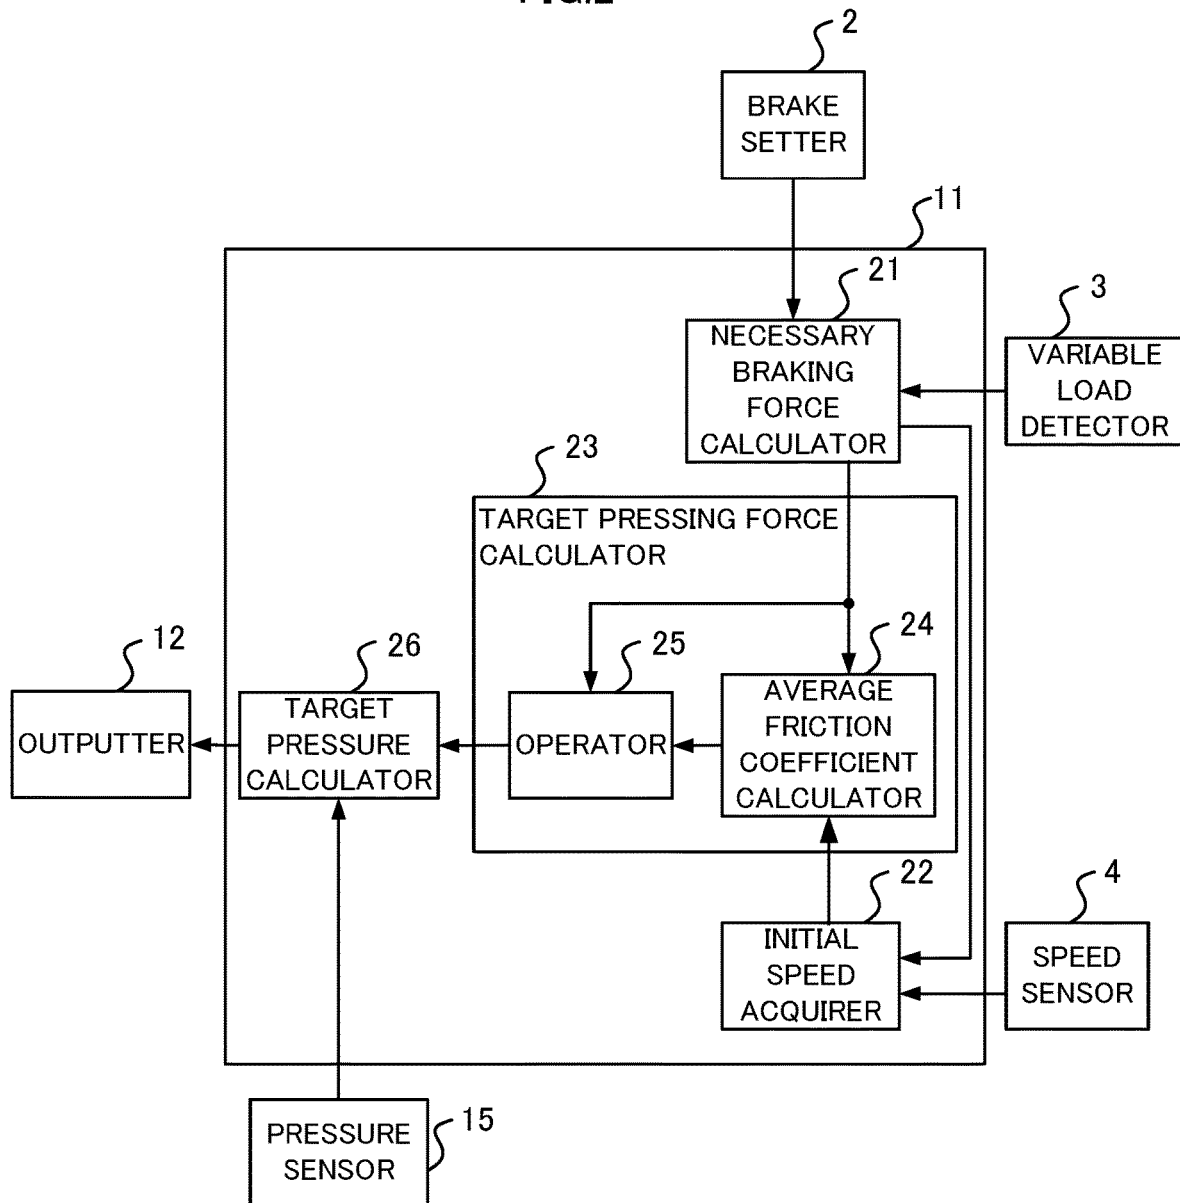 2
BRAKE
SETTER
11
21
3
NECESSARY
BRAKING
FORCE
CALCULATOR
VARIABLE
LOAD
DETECTOR
23
TARGET PRESSING FORCE
CALCULATOR
12
26
25
24
OUTPUTTER
TARGET
PRESSURE
CALCULATOR
OPERATOR
AVERAGE
FRICTION
COEFFICIENT
CALCULATOR
22
4
INITIAL
SPEED
ACQUIRER
SPEED
SENSOR
15
PRESSURE
SENSOR